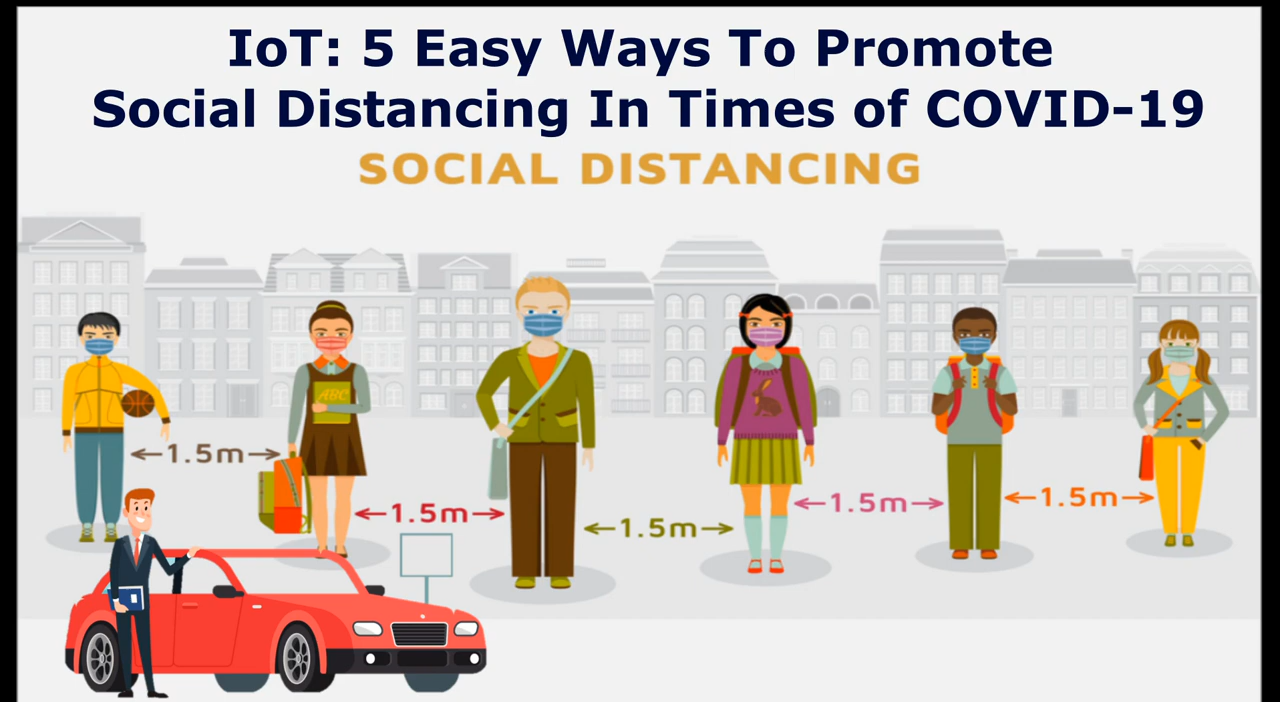 IoT: 5 Easy Ways To Promote
Social Distancing In Times of COVID-19
SOCIAL DISTANCING
ABC
1.5m
1.5m
1.5m
1.5m
1.5m